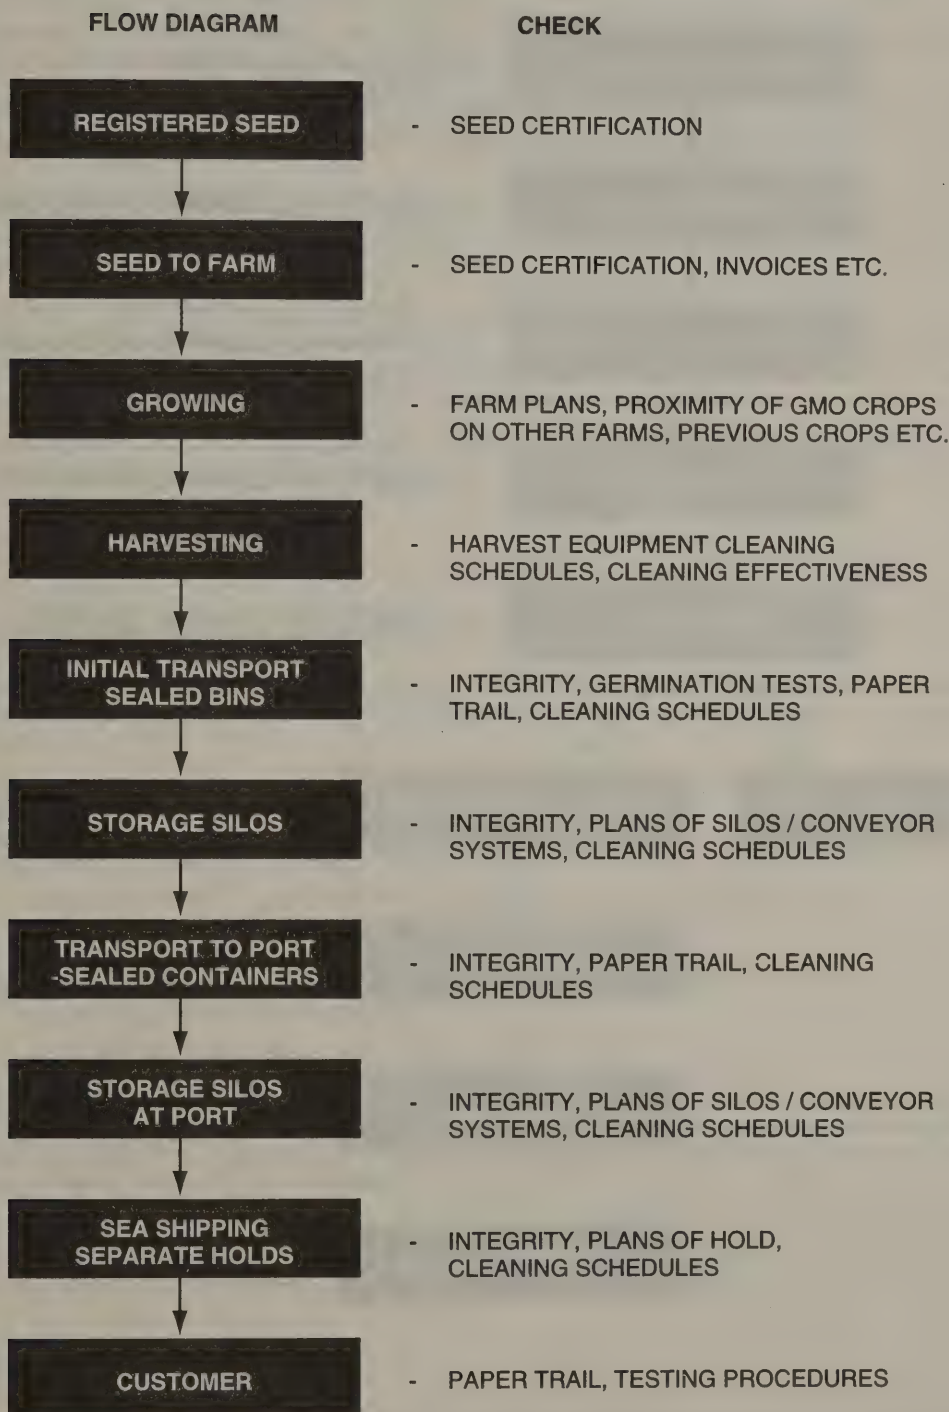 FLOW DIAGRAM
CHECK
REGISTERED SEED
- SEED CERTIFICATION
SEED TO FARM
- SEED CERTIFICATION, INVOICES ETC.
GROWING
- FARM PLANS, PROXIMITY OF GMO CROPS
ON OTHER FARMS, PREVIOUS CROPS ETC.
HARVESTING
- HARVEST EQUIPMENT CLEANING
SCHEDULES, CLEANING EFFECTIVENESS
INITIAL TRANSPORT
SEALED BINS
- INTEGRITY, GERMINATION TESTS, PAPER
TRAIL, CLEANING SCHEDULES
STORAGE SILOS
- INTEGRITY, PLANS OF SILOS / CONVEYOR
SYSTEMS, CLEANING SCHEDULES
TRANSPORT TO PORT
-SEALED CONTAINERS
- INTEGRITY, PAPER TRAIL, CLEANING
SCHEDULES
STORAGE SILOS
AT PORT
- INTEGRITY, PLANS OF SILOS / CONVEYOR
SYSTEMS, CLEANING SCHEDULES
SEA SHIPPING
SEPARATE HOLDS
- INTEGRITY, PLANS OF HOLD,
CLEANING SCHEDULES
CUSTOMER
- PAPER TRAIL, TESTING PROCEDURES